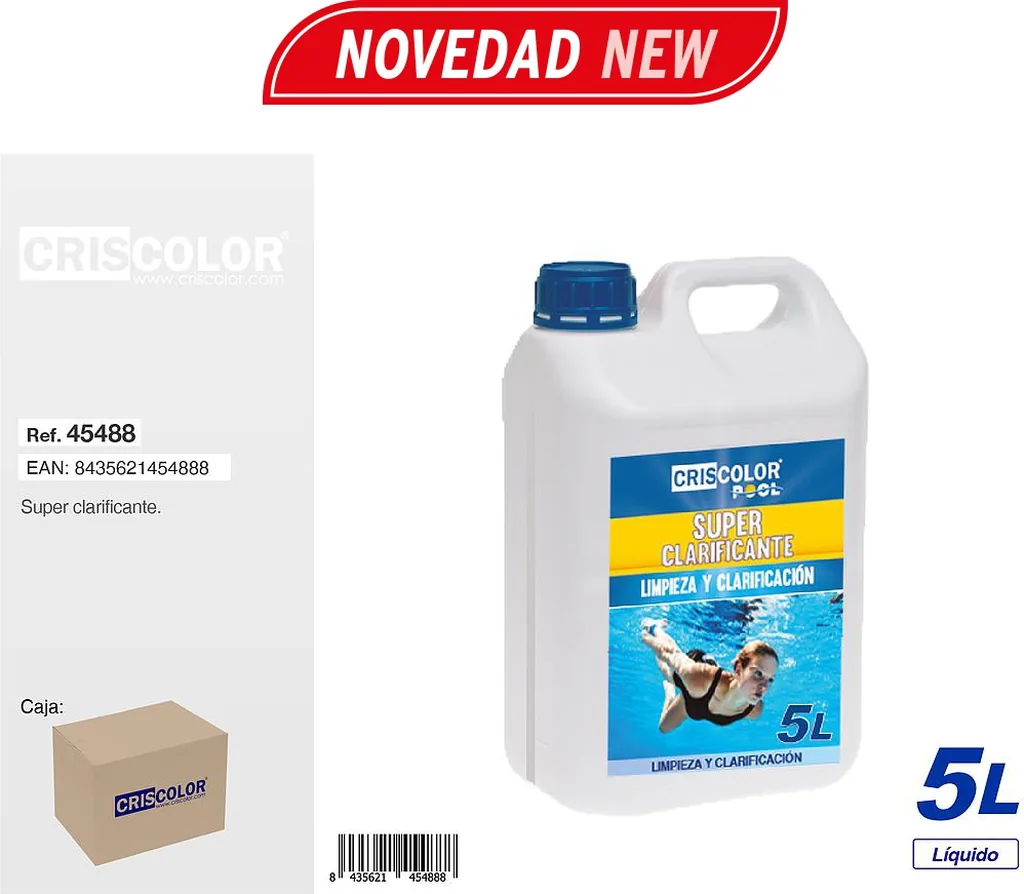 NOVEDAD NEW
CRISCOLOR®
www.criscolor.com
Ref. 45488
EAN: 8435621454888
Super clarificante.
Caja:
CRISCOLOR®
www.criscolor.com
CRISCOLOR®
POOL
SUPER
CLARIFICANTE
LIMPIEZA Y CLARIFICACIÓN
5L
LIMPIEZA Y CLARIFICACIÓN
8 435621 454888
5L
Líquido